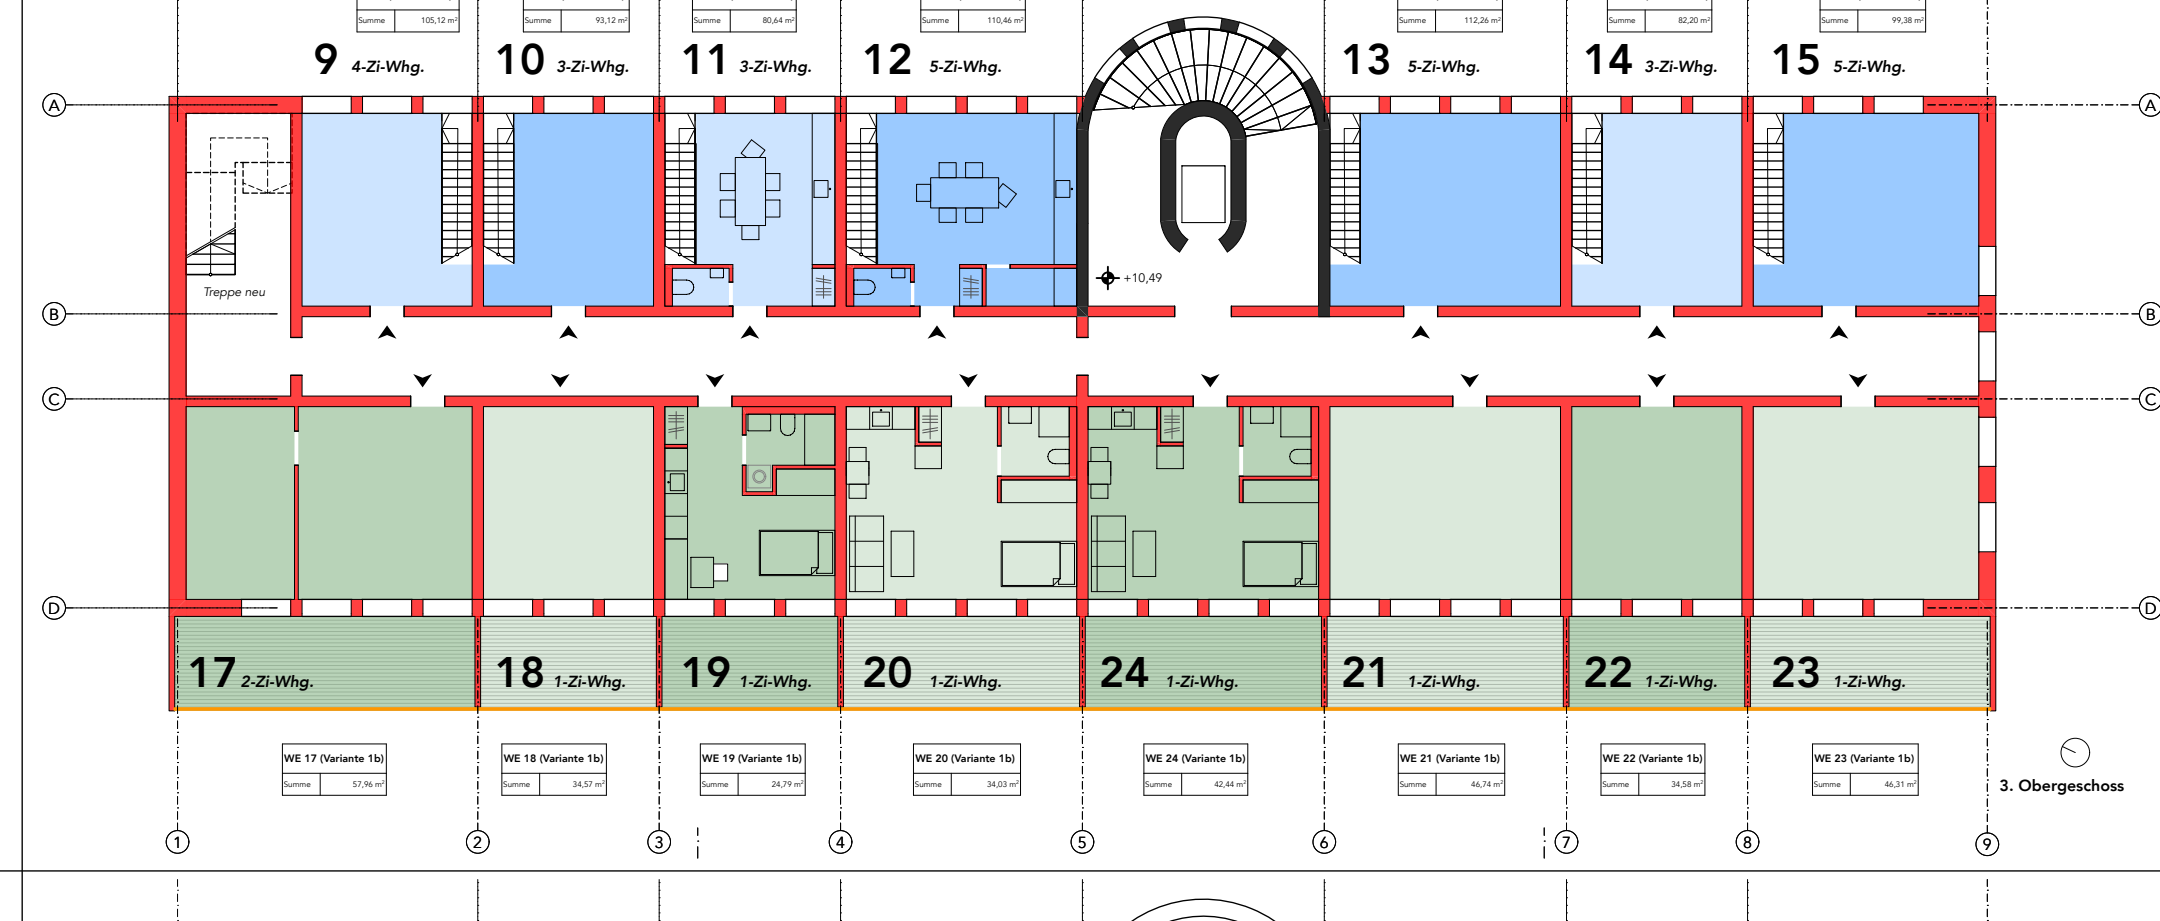 Summe 105,12 m²
Summe 93,12 m²
Summe 80,64 m²
Summe 110,46 m²
Summe 112,26 m²
Summe 82,20 m²
Summe 99,38 m²
9 4-Zi-Whg.
10 3-Zi-Whg.
11 3-Zi-Whg.
12 5-Zi-Whg.
13 5-Zi-Whg.
14 3-Zi-Whg.
15 5-Zi-Whg.
A
A
Treppe neu
+10,49
B
B
C
C
D
D
17 2-Zi-Whg.
18 1-Zi-Whg.
19 1-Zi-Whg.
20 1-Zi-Whg.
24 1-Zi-Whg.
21 1-Zi-Whg.
22 1-Zi-Whg.
23 1-Zi-Whg.
WE 17 (Variante 1b)
Summe 57,96 m²
WE 18 (Variante 1b)
Summe 34,57 m²
WE 19 (Variante 1b)
Summe 24,79 m²
WE 20 (Variante 1b)
Summe 34,03 m²
WE 24 (Variante 1b)
Summe 42,44 m²
WE 21 (Variante 1b)
Summe 46,74 m²
WE 22 (Variante 1b)
Summe 34,58 m²
WE 23 (Variante 1b)
Summe 46,31 m²
3. Obergeschoss
1
2
3
4
5
6
7
8
9